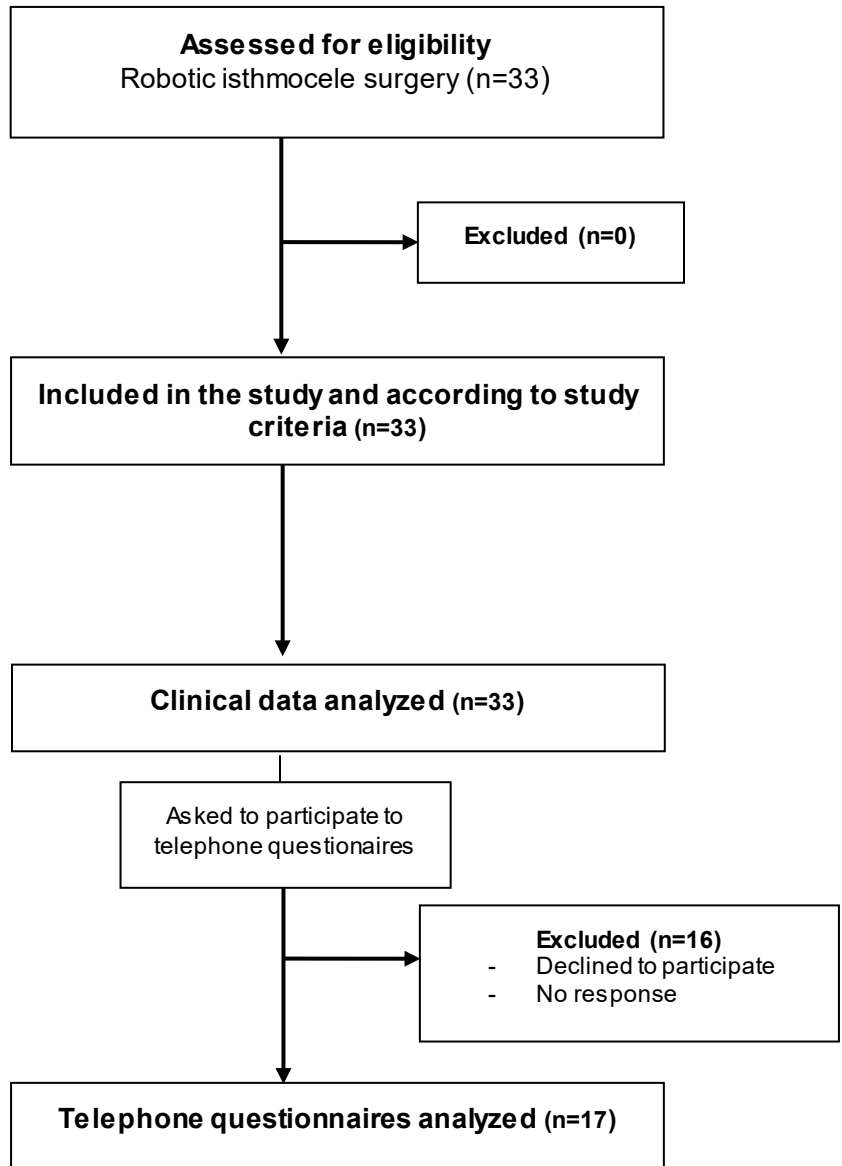 Assessed for eligibility
Robotic isthmocele surgery (n=33)
Excluded (n=0)
Included in the study and according to study
criteria (n=33)
Clinical data analyzed (n=33)
Asked to participate to
telephone questionaires
Excluded (n=16)
- Declined to participate
- No response
Telephone questionnaires analyzed (n=17)